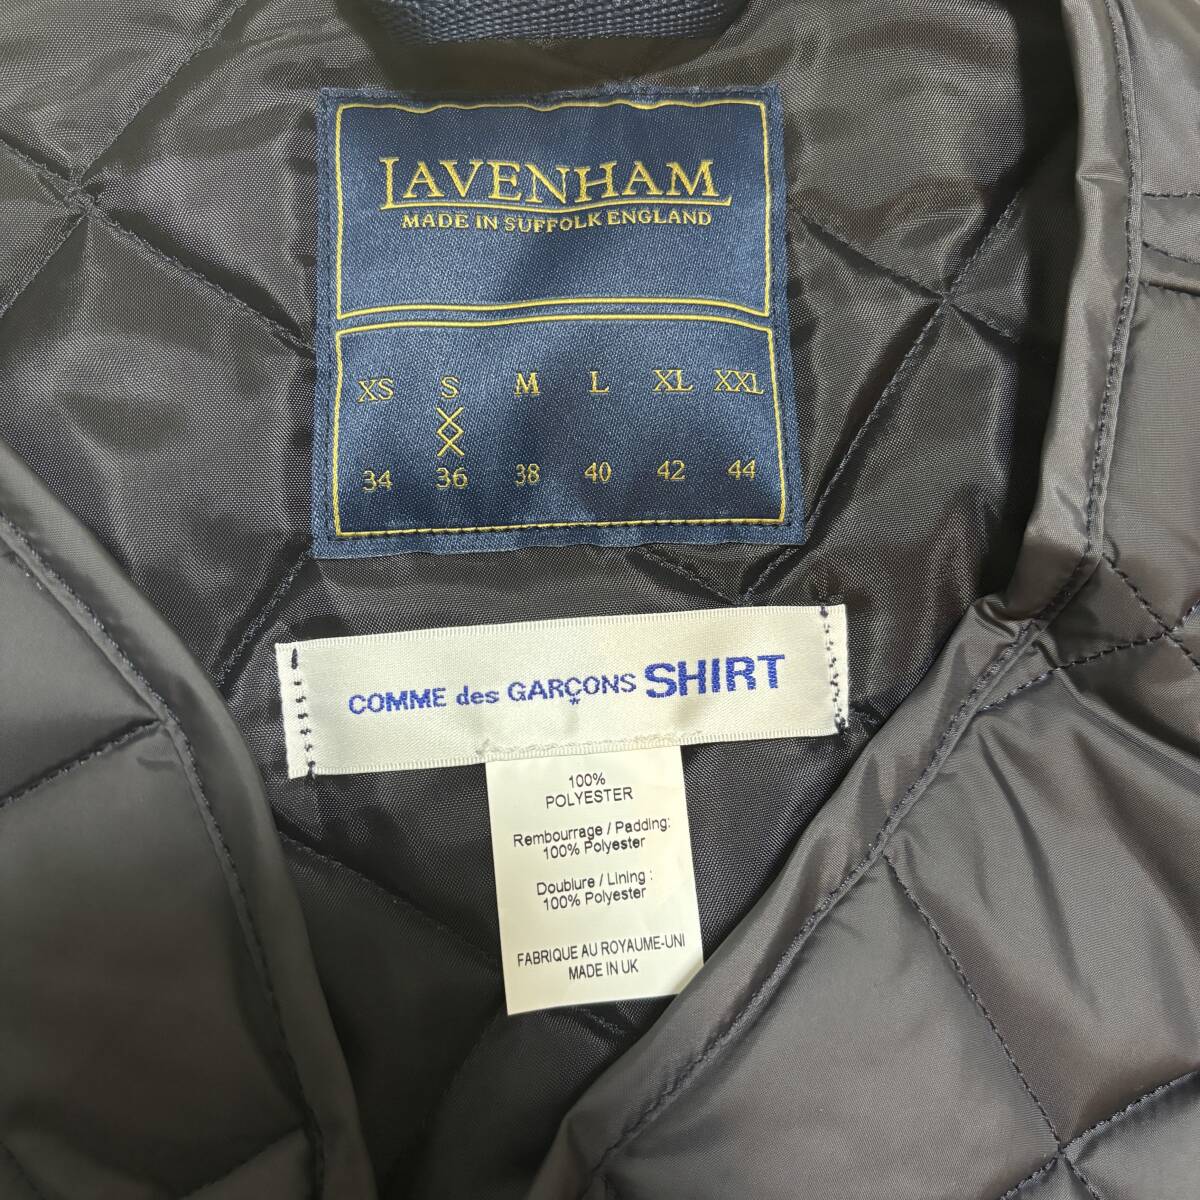 LAVENHAM
MADE IN SUFFOLK ENGLAND
XS S M L XL XXL
XXX
34 36 38 40 42 44
COMME des GARÇONS SHIRT
*
100%
POLYESTER
Rembourrage / Padding:
100% Polyester
Doublure / Lining :
100% Polyester
FABRIQUE AU ROYAUME-UNI
MADE IN UK